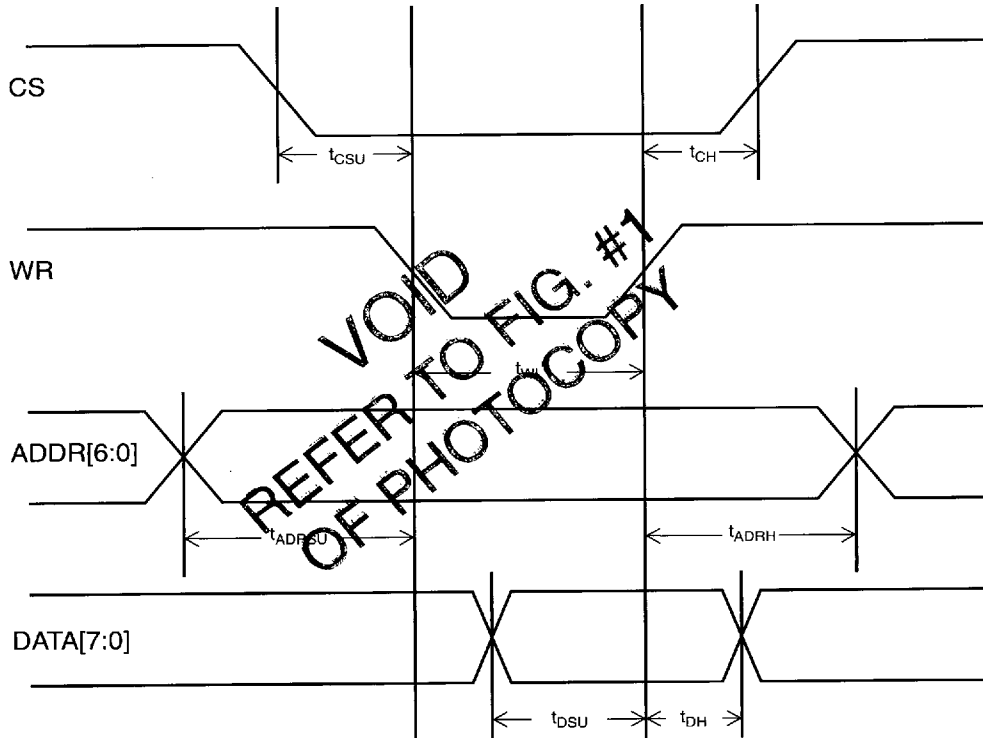 CS
tCSU
tCH
WR
VOID
REFER TO FIG. #1
OF PHOTOCOPY
ADDR[6:0]
tADRSU
tADRH
DATA[7:0]
tDSU
tDH